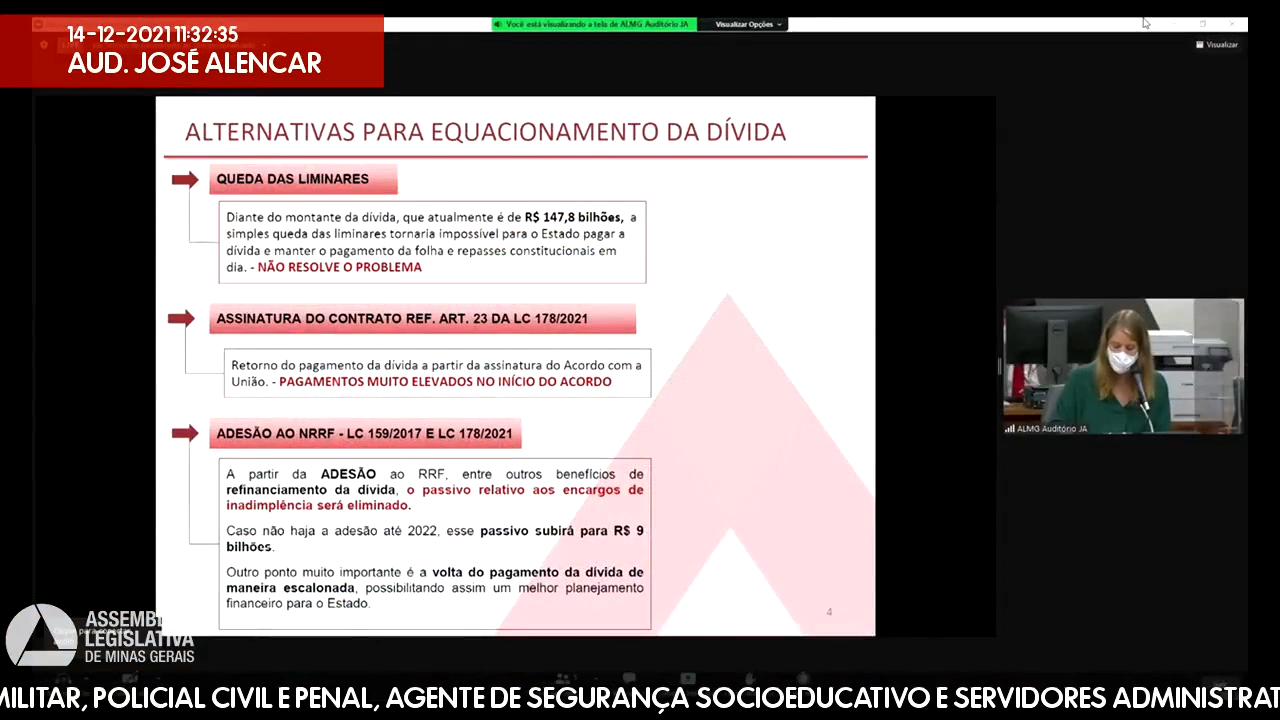 14-12-2021 11:32:35
AUD. JOSÉ ALENCAR
Você está visualizando a tela de ALMG Auditório JA
Visualizar Opções
Visualizar
ALTERNATIVAS PARA EQUACIONAMENTO DA DÍVIDA
QUEDA DAS LIMINARES
Diante do montante da dívida, que atualmente é de R$ 147,8 bilhões, a
simples queda das liminares tornaria impossível para o Estado pagar a
dívida e manter o pagamento da folha e repasses constitucionais em
dia. - NÃO RESOLVE O PROBLEMA
ASSINATURA DO CONTRATO REF. ART. 23 DA LC 178/2021
Retorno do pagamento da dívida a partir da assinatura do Acordo com a
União. - PAGAMENTOS MUITO ELEVADOS NO INÍCIO DO ACORDO
ADESÃO AO NRRF - LC 159/2017 E LC 178/2021
A partir da ADESÃO ao RRF, entre outros benefícios de
refinanciamento da dívida, o passivo relativo aos encargos de
inadimplência será eliminado.
Caso não haja a adesão até 2022, esse passivo subirá para R$ 9
bilhões.
Outro ponto muito importante é a volta do pagamento da dívida de
maneira escalonada, possibilitando assim um melhor planejamento
financeiro para o Estado.
4
ALMG Auditório JA
ASSEMB
LEGISLATIVA
DE MINAS GERAIS
MILITAR, POLICIAL CIVIL E PENAL, AGENTE DE SEGURANÇA SOCIOEDUCATIVO E SERVIDORES ADMINISTRAT